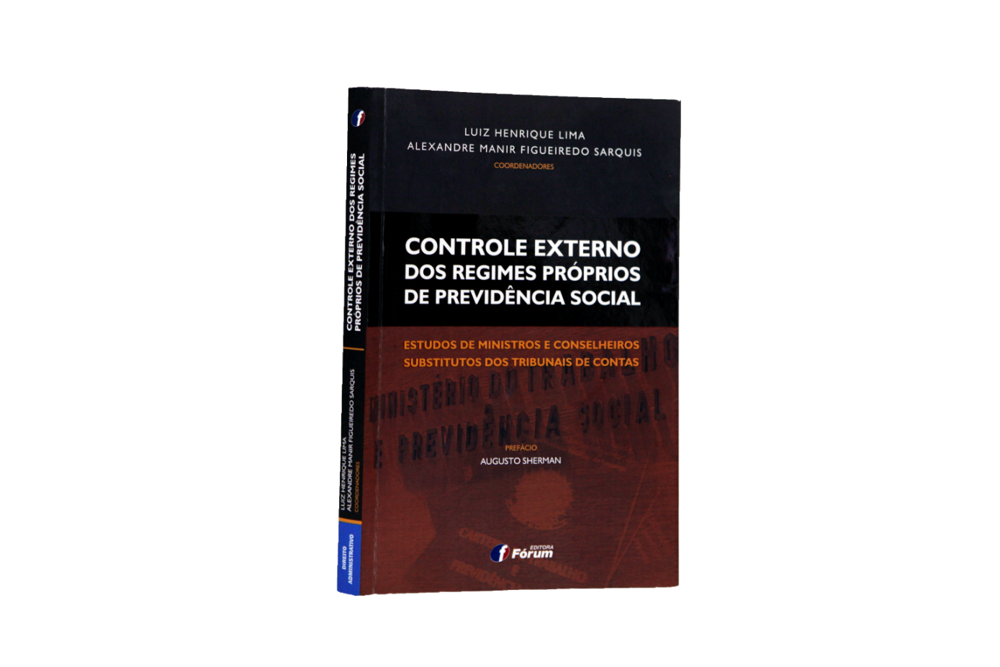 LUIZ HENRIQUE LIMA
ALEXANDRE MANIR FIGUEIREDO SARQUIS
COORDENADORES
CONTROLE EXTERNO
DOS REGIMES PRÓPRIOS
DE PREVIDÊNCIA SOCIAL
ESTUDOS DE MINISTROS E CONSELHEIROS
SUBSTITUTOS DOS TRIBUNAIS DE CONTAS
MINISTÉRIO DO TRABALHO
E PREVIDÊNCIA SOCIAL
PREFÁCIO
AUGUSTO SHERMAN
EDITORA
f Fórum
f
CONTROLE EXTERNO DOS REGIMES
PRÓPRIOS DE PREVIDÊNCIA SOCIAL
LUIZ HENRIQUE LIMA
ALEXANDRE MANIR FIGUEIREDO SARQUIS
COORDENADORES
DIREITO
ADMINISTRATIVO